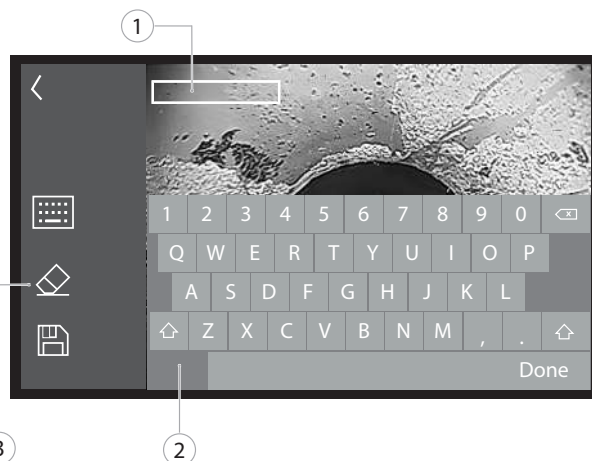 1
1 2 3 4 5 6 7 8 9 0
Q W E R T Y U I O P
A S D F G H J K L
Z X C V B N M , .
Done
3
2